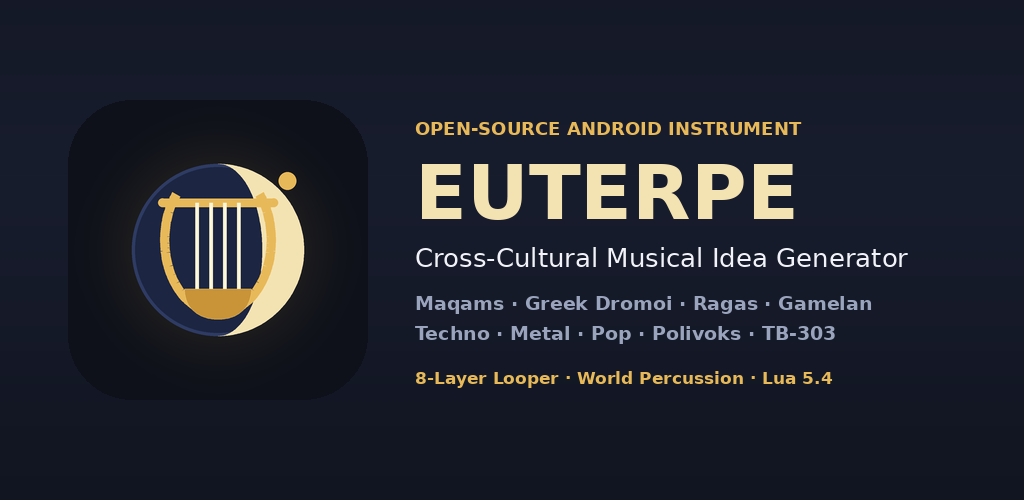 OPEN-SOURCE ANDROID INSTRUMENT
EUTERPE
Cross-Cultural Musical Idea Generator
Maqams · Greek Dromoi · Ragas · Gamelan
Techno · Metal · Pop · Polivoks · TB-303
8-Layer Looper · World Percussion · Lua 5.4